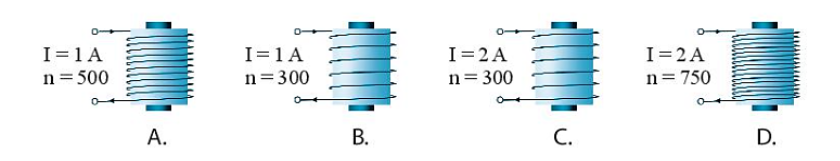 I = 1 A
n = 500
I = 1 A
n = 300
I = 2 A
n = 300
I = 2 A
n = 750
A.
B.
C.
D.